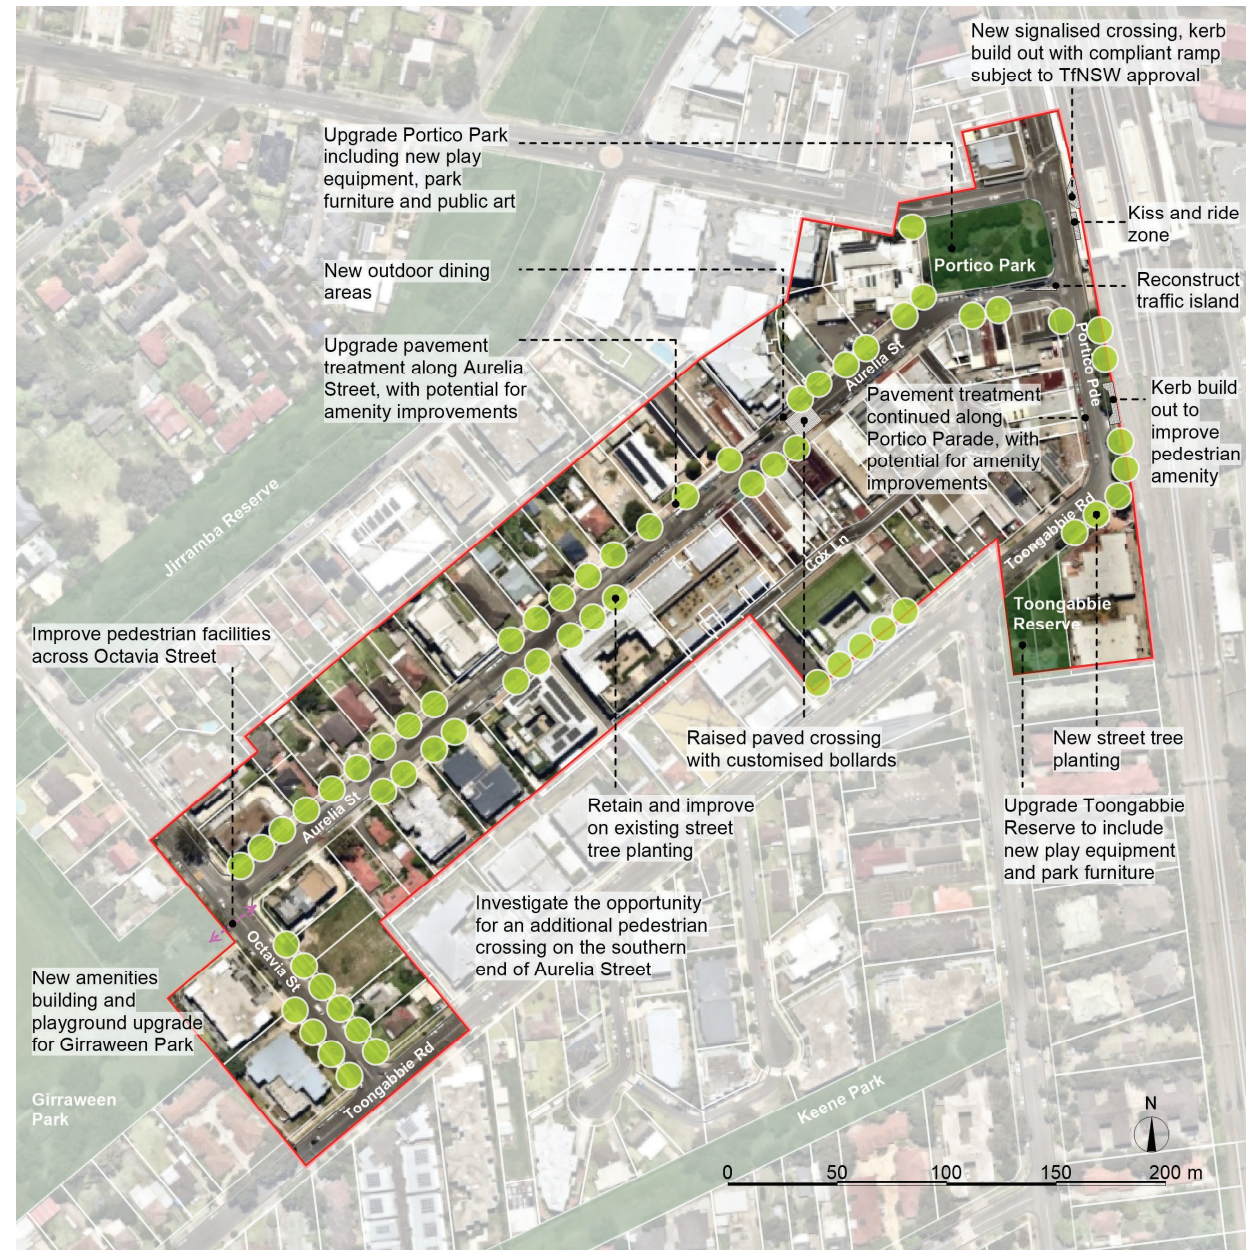 New signalised crossing, kerb
build out with compliant ramp
subject to TfNSW approval
Upgrade Portico Park
including new play
equipment, park
furniture and public art
Kiss and ride
zone
New outdoor dining
areas
Portico Park
Reconstruct
traffic island
Upgrade pavement
treatment along Aurelia
Street, with potential for
amenity improvements
Aurelia St
Portico Pde
Pavement treatment
continued along
Portico Parade, with
potential for amenity
improvements
Kerb build
out to
improve
pedestrian
amenity
Jirramba Reserve
Cox Ln
Toongabbie Rd
Toongabbie
Reserve
Improve pedestrian facilities
across Octavia Street
Raised paved crossing
with customised bollards
New street tree
planting
Aurelia St
Retain and improve
on existing street
tree planting
Upgrade Toongabbie
Reserve to include
new play equipment
and park furniture
Investigate the opportunity
for an additional pedestrian
crossing on the southern
end of Aurelia Street
Octavia St
New amenities
building and
playground upgrade
for Girraween Park
Toongabbie Rd
Girraween
Park
Keene Park
N
0 50 100 150 200 m